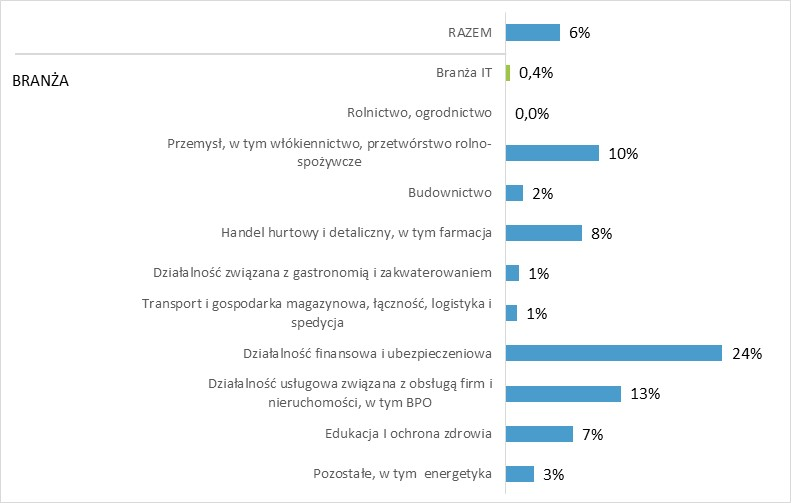 RAZEM 6%
BRANŻA
Branża IT 0,4%
Rolnictwo, ogrodnictwo 0,0%
Przemysł, w tym włókiennictwo, przetwórstwo rolno-
spożywcze 10%
Budownictwo 2%
Handel hurtowy i detaliczny, w tym farmacja 8%
Działalność związana z gastronomią i zakwaterowaniem 1%
Transport i gospodarka magazynowa, łączność, logistyka i
spedycja 1%
Działalność finansowa i ubezpieczeniowa 24%
Działalność usługowa związana z obsługą firm i
nieruchomości, w tym BPO 13%
Edukacja I ochrona zdrowia 7%
Pozostałe, w tym energetyka 3%